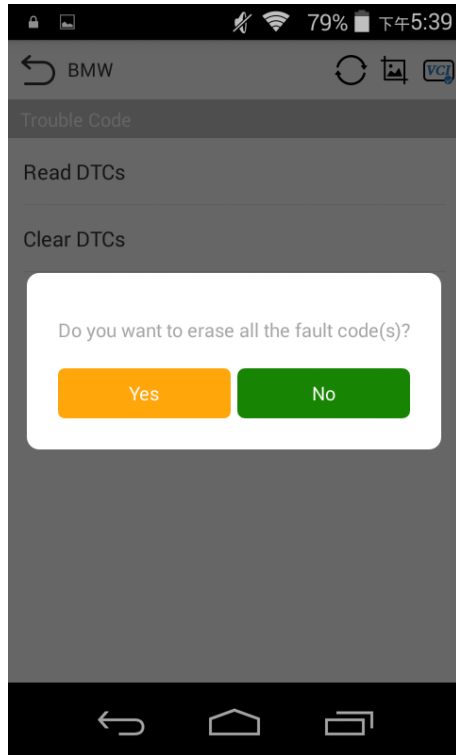 79% 下午5:39
BMW VCI
Trouble Code
Read DTCs
Clear DTCs
Do you want to erase all the fault code(s)?
Yes No